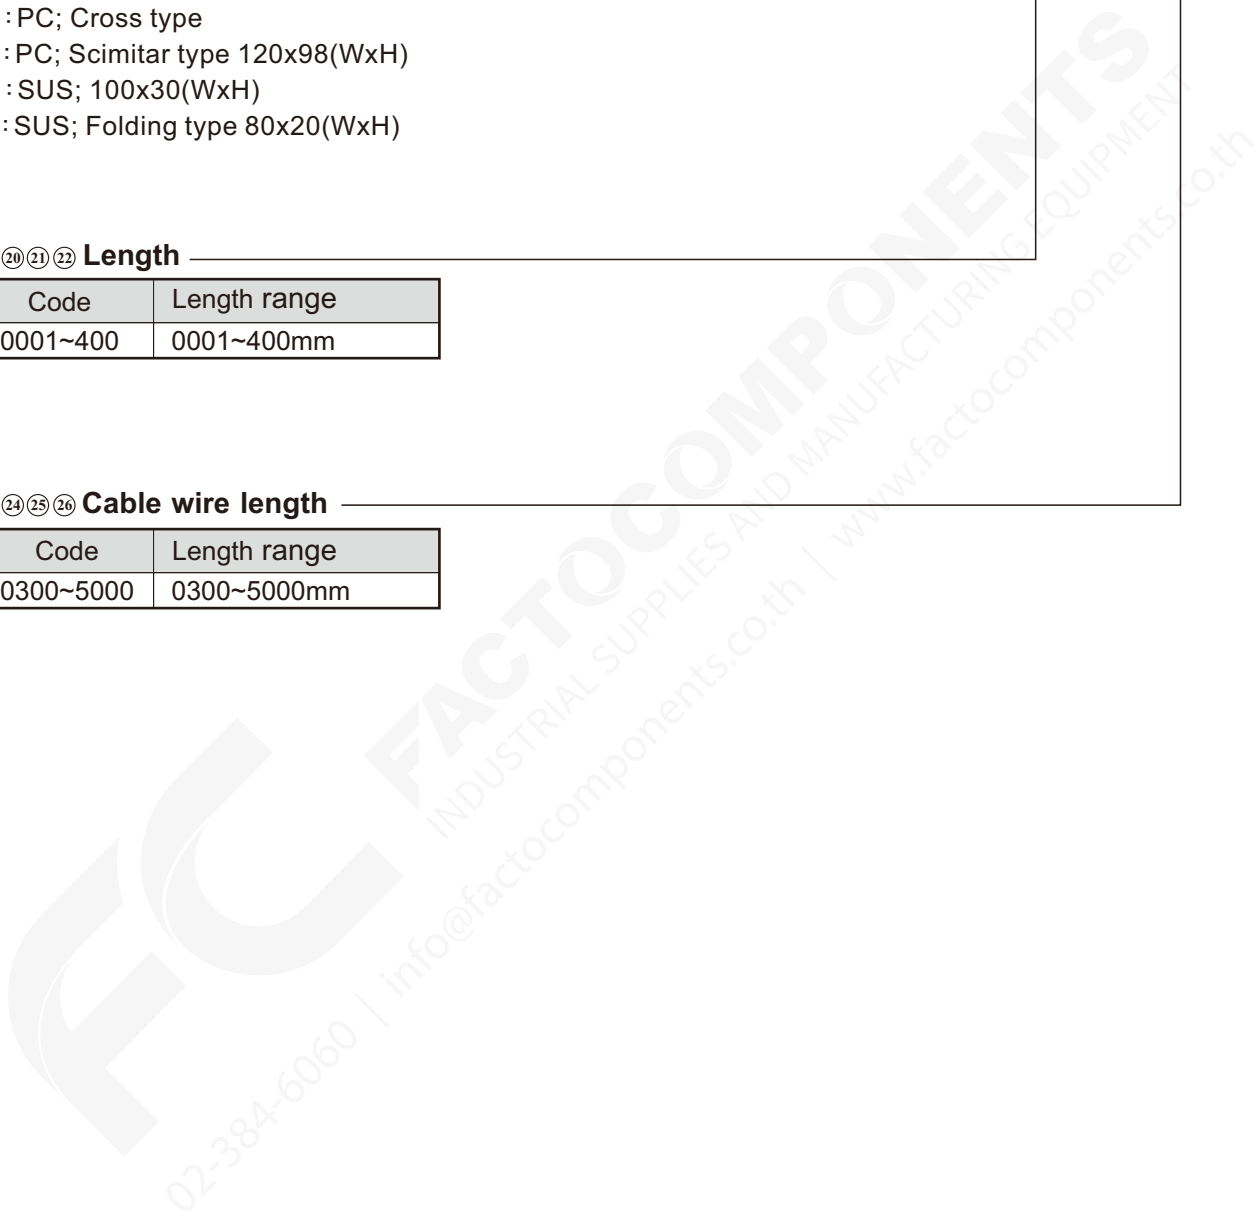 :PC; Cross type
:PC; Scimitar type 120x98(WxH)
:SUS; 100x30(WxH)
:SUS; Folding type 80x20(WxH)
⑳㉑㉒ Length
Code Length range
0001~400 0001~400mm
㉔㉕㉖ Cable wire length
Code Length range
0300~5000 0300~5000mm
FC
FACTOCOMPONENTS
INDUSTRIAL SUPPLIES AND MANUFACTURING EQUIPMENT
02-384-6060 | info@factocomponents.co.th | www.factocomponents.co.th